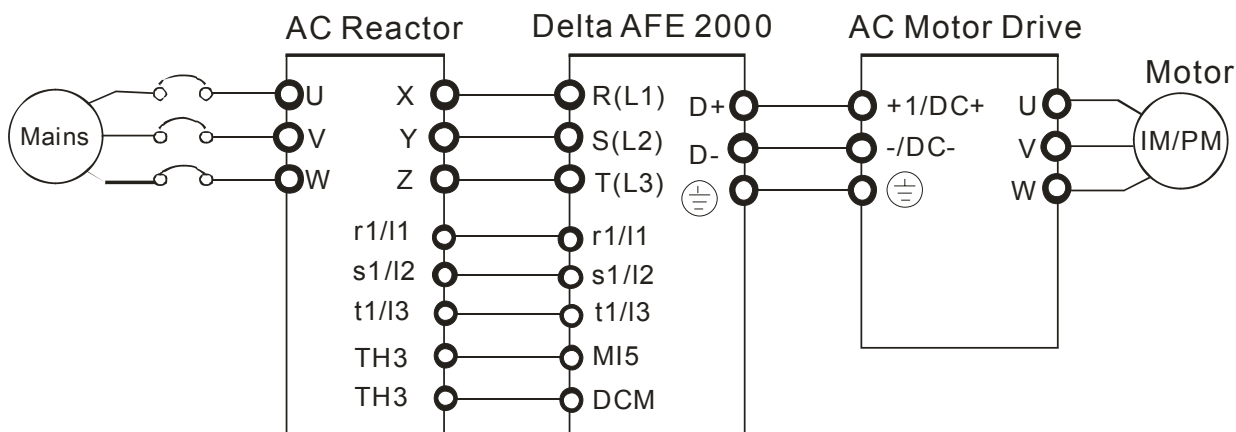 AC Reactor
Delta AFE 2000
AC Motor Drive
Motor
Mains
U
X
R(L1)
D+
+1/DC+
U
V
Y
S(L2)
D-
-/DC-
V
IM/PM
W
Z
T(L3)
W
r1/l1
r1/l1
s1/l2
s1/l2
t1/l3
t1/l3
TH3
MI5
TH3
DCM